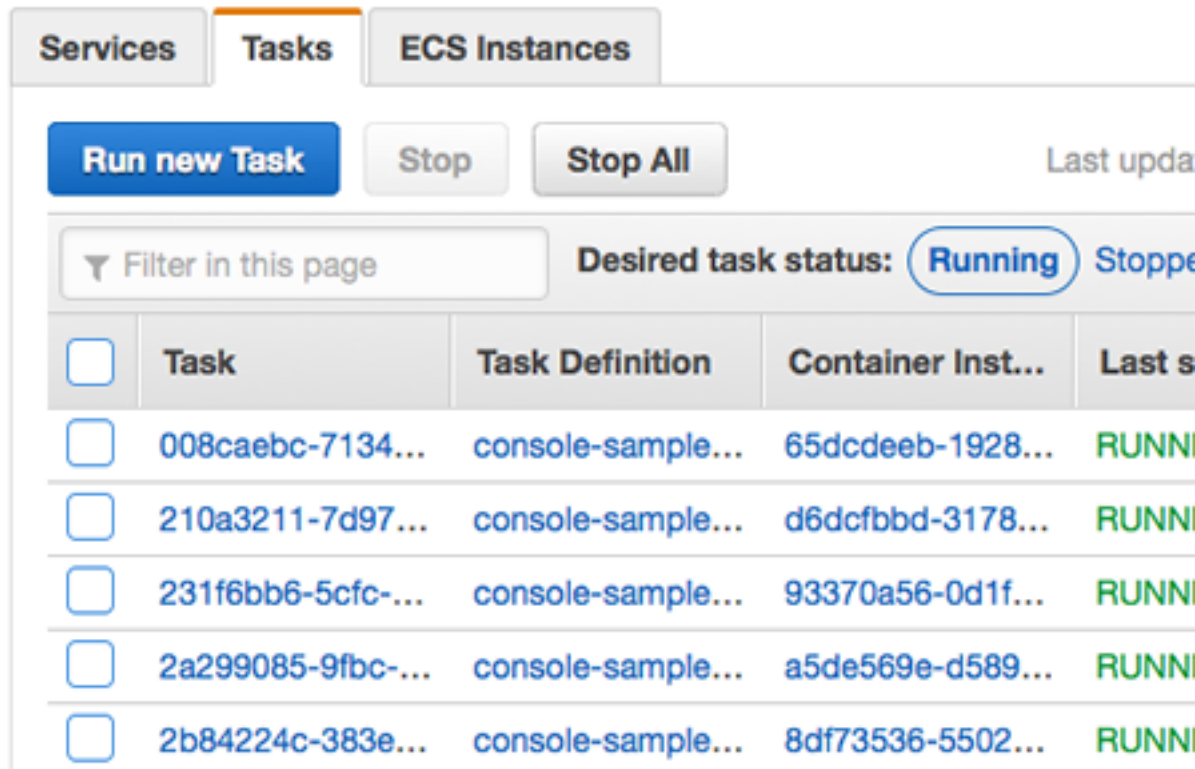 Services Tasks ECS Instances
Run new Task Stop Stop All Last upda
Filter in this page Desired task status: Running Stoppe
Task Task Definition Container Inst... Last s
008caebc-7134... console-sample... 65dcdeeb-1928... RUNNI
210a3211-7d97... console-sample... d6dcfbbd-3178... RUNNI
231f6bb6-5cfc-... console-sample... 93370a56-0d1f... RUNNI
2a299085-9fbc-... console-sample... a5de569e-d589... RUNNI
2b84224c-383e... console-sample... 8df73536-5502... RUNNI